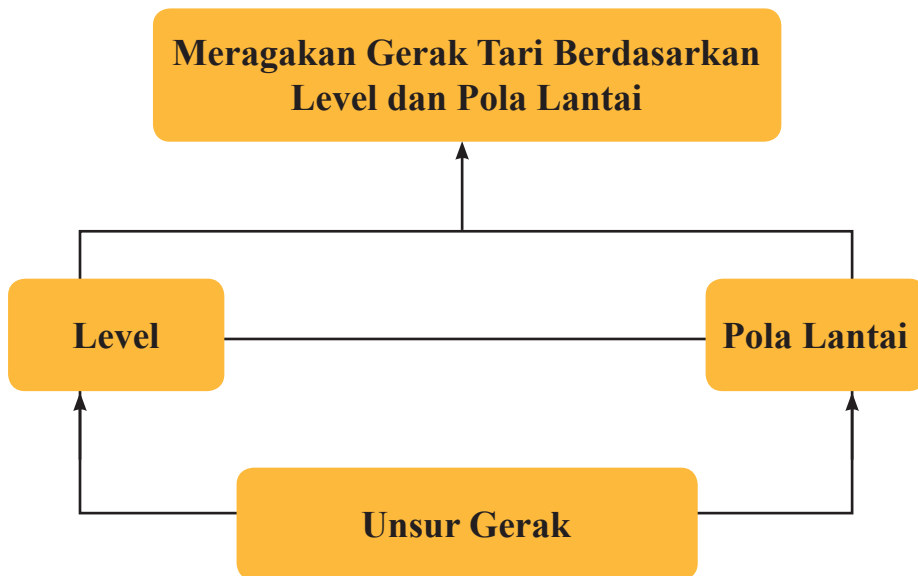 Meragakan Gerak Tari Berdasarkan
Level dan Pola Lantai
Level
Pola Lantai
Unsur Gerak